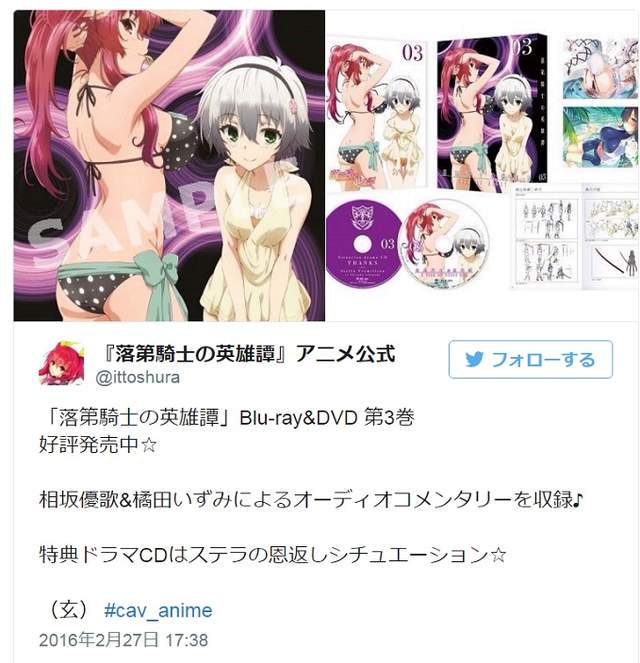 SAMP
03
03
03
03
THANKS
『落第騎士の英雄譚』アニメ公式
@ittoshura
フォローする
「落第騎士の英雄譚」Blu-ray&DVD 第3巻
好評発売中☆
相坂優歌&橘田いずみによるオーディオコメンタリーを収録♪
特典ドラマCDはステラの恩返しシチュエーション☆
（玄） #cav_anime
2016年2月27日 17:38